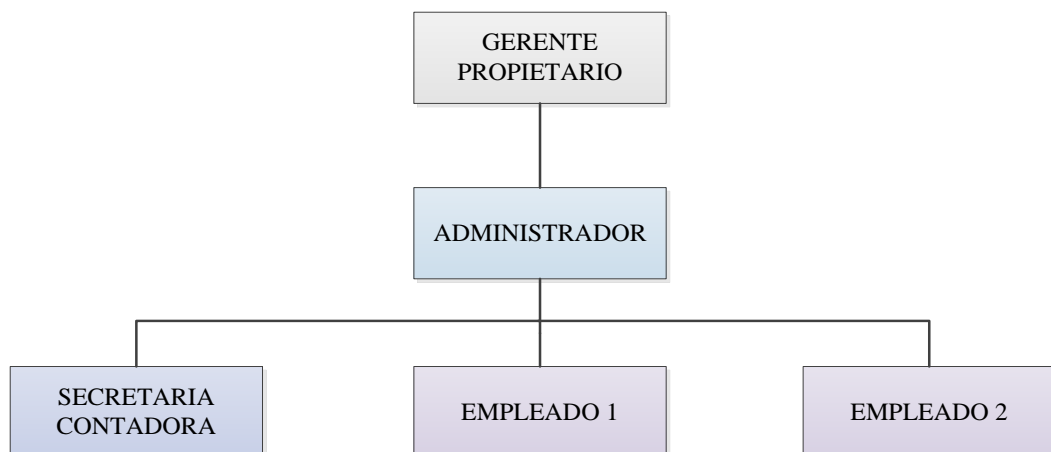 GERENTE
PROPIETARIO
ADMINISTRADOR
SECRETARIA
CONTADORA
EMPLEADO 1
EMPLEADO 2